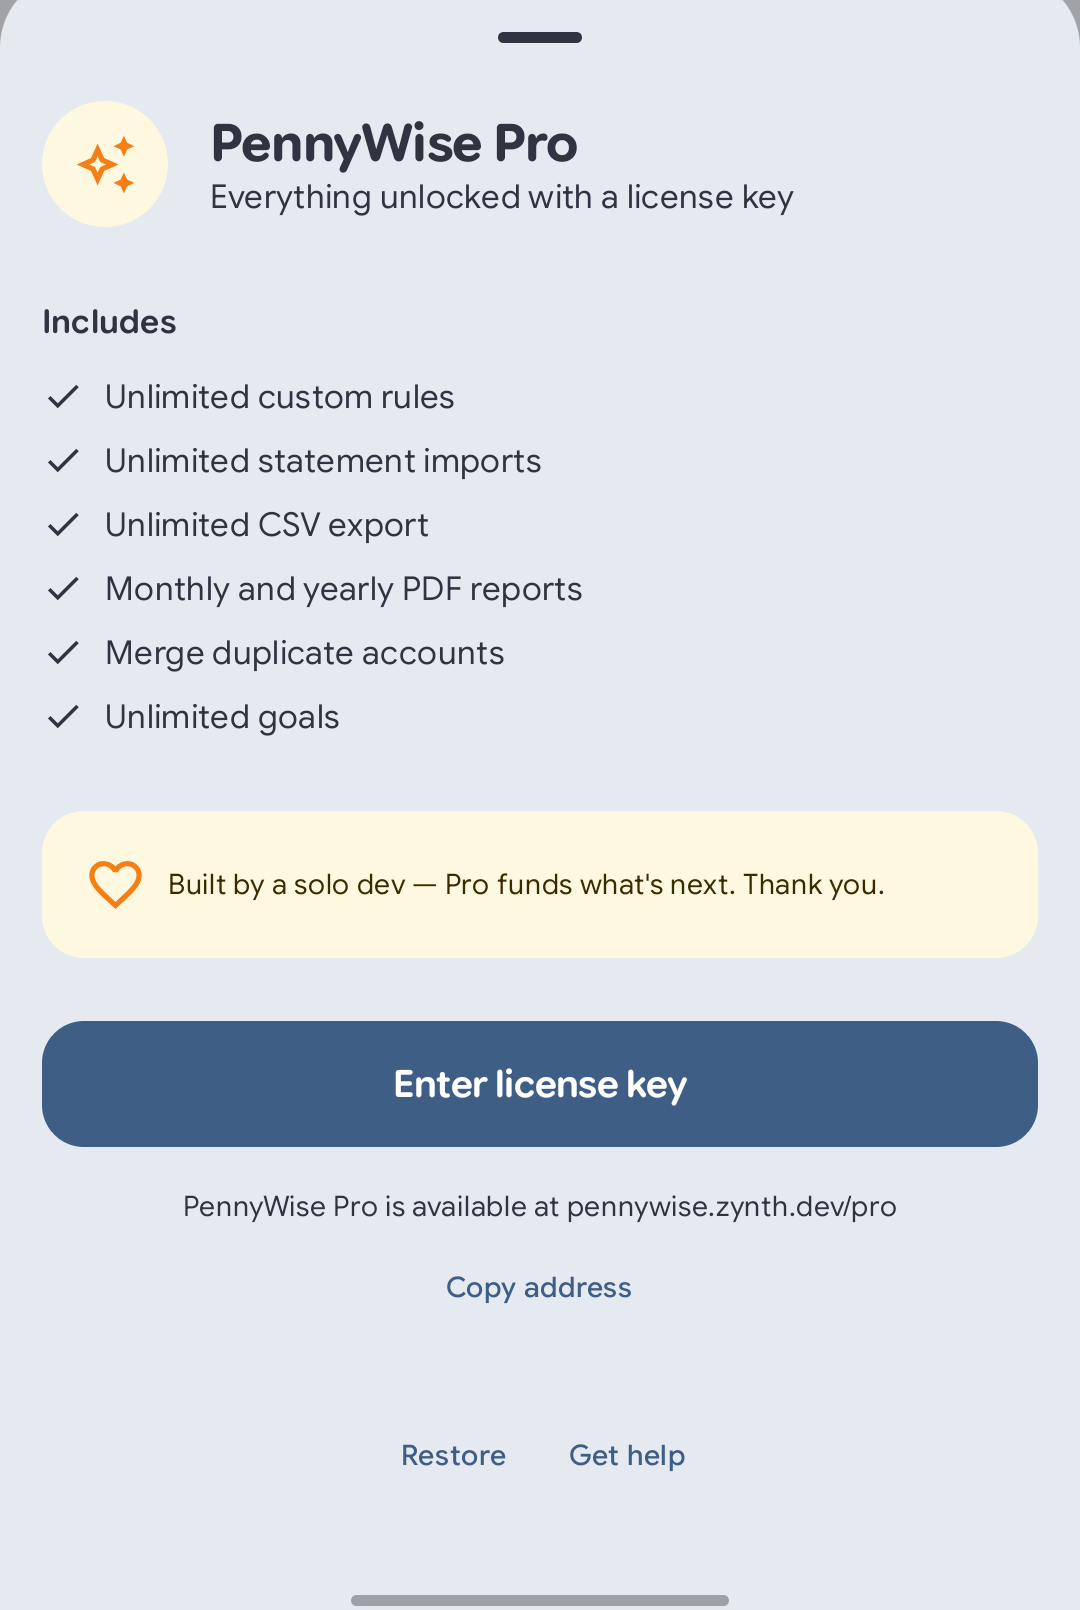 PennyWise Pro
Everything unlocked with a license key
Includes
Unlimited custom rules
Unlimited statement imports
Unlimited CSV export
Monthly and yearly PDF reports
Merge duplicate accounts
Unlimited goals
Built by a solo dev — Pro funds what's next. Thank you.
Enter license key
PennyWise Pro is available at pennywise.zynth.dev/pro
Copy address
Restore Get help